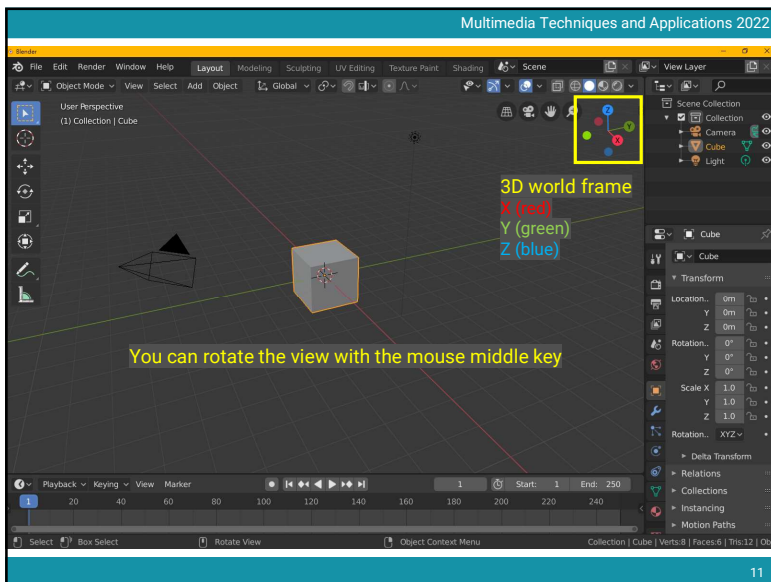 Multimedia Techniques and Applications 2022
Blender
File Edit Render Window Help Layout Modeling Sculpting UV Editing Texture Paint Shading Scene View Layer
Object Mode View Select Add Object Global
User Perspective
(1) Collection | Cube
Z
Y
X
3D world frame
X (red)
Y (green)
Z (blue)
You can rotate the view with the mouse middle key
Scene Collection
Collection
Camera
Cube
Light
Cube
Cube
Transform
Location.. 0m
Y 0m
Z 0m
Rotation.. 0°
Y 0°
Z 0°
Scale X 1.0
Y 1.0
Z 1.0
Rotation.. XYZ
Delta Transform
Relations
Collections
Instancing
Motion Paths
Playback Keying View Marker 1 Start: 1 End: 250
1 20 40 60 80 100 120 140 160 180 200 220 240
Select Box Select Rotate View Object Context Menu Collection | Cube | Verts:8 | Faces:6 | Tris:12 | Ob
11